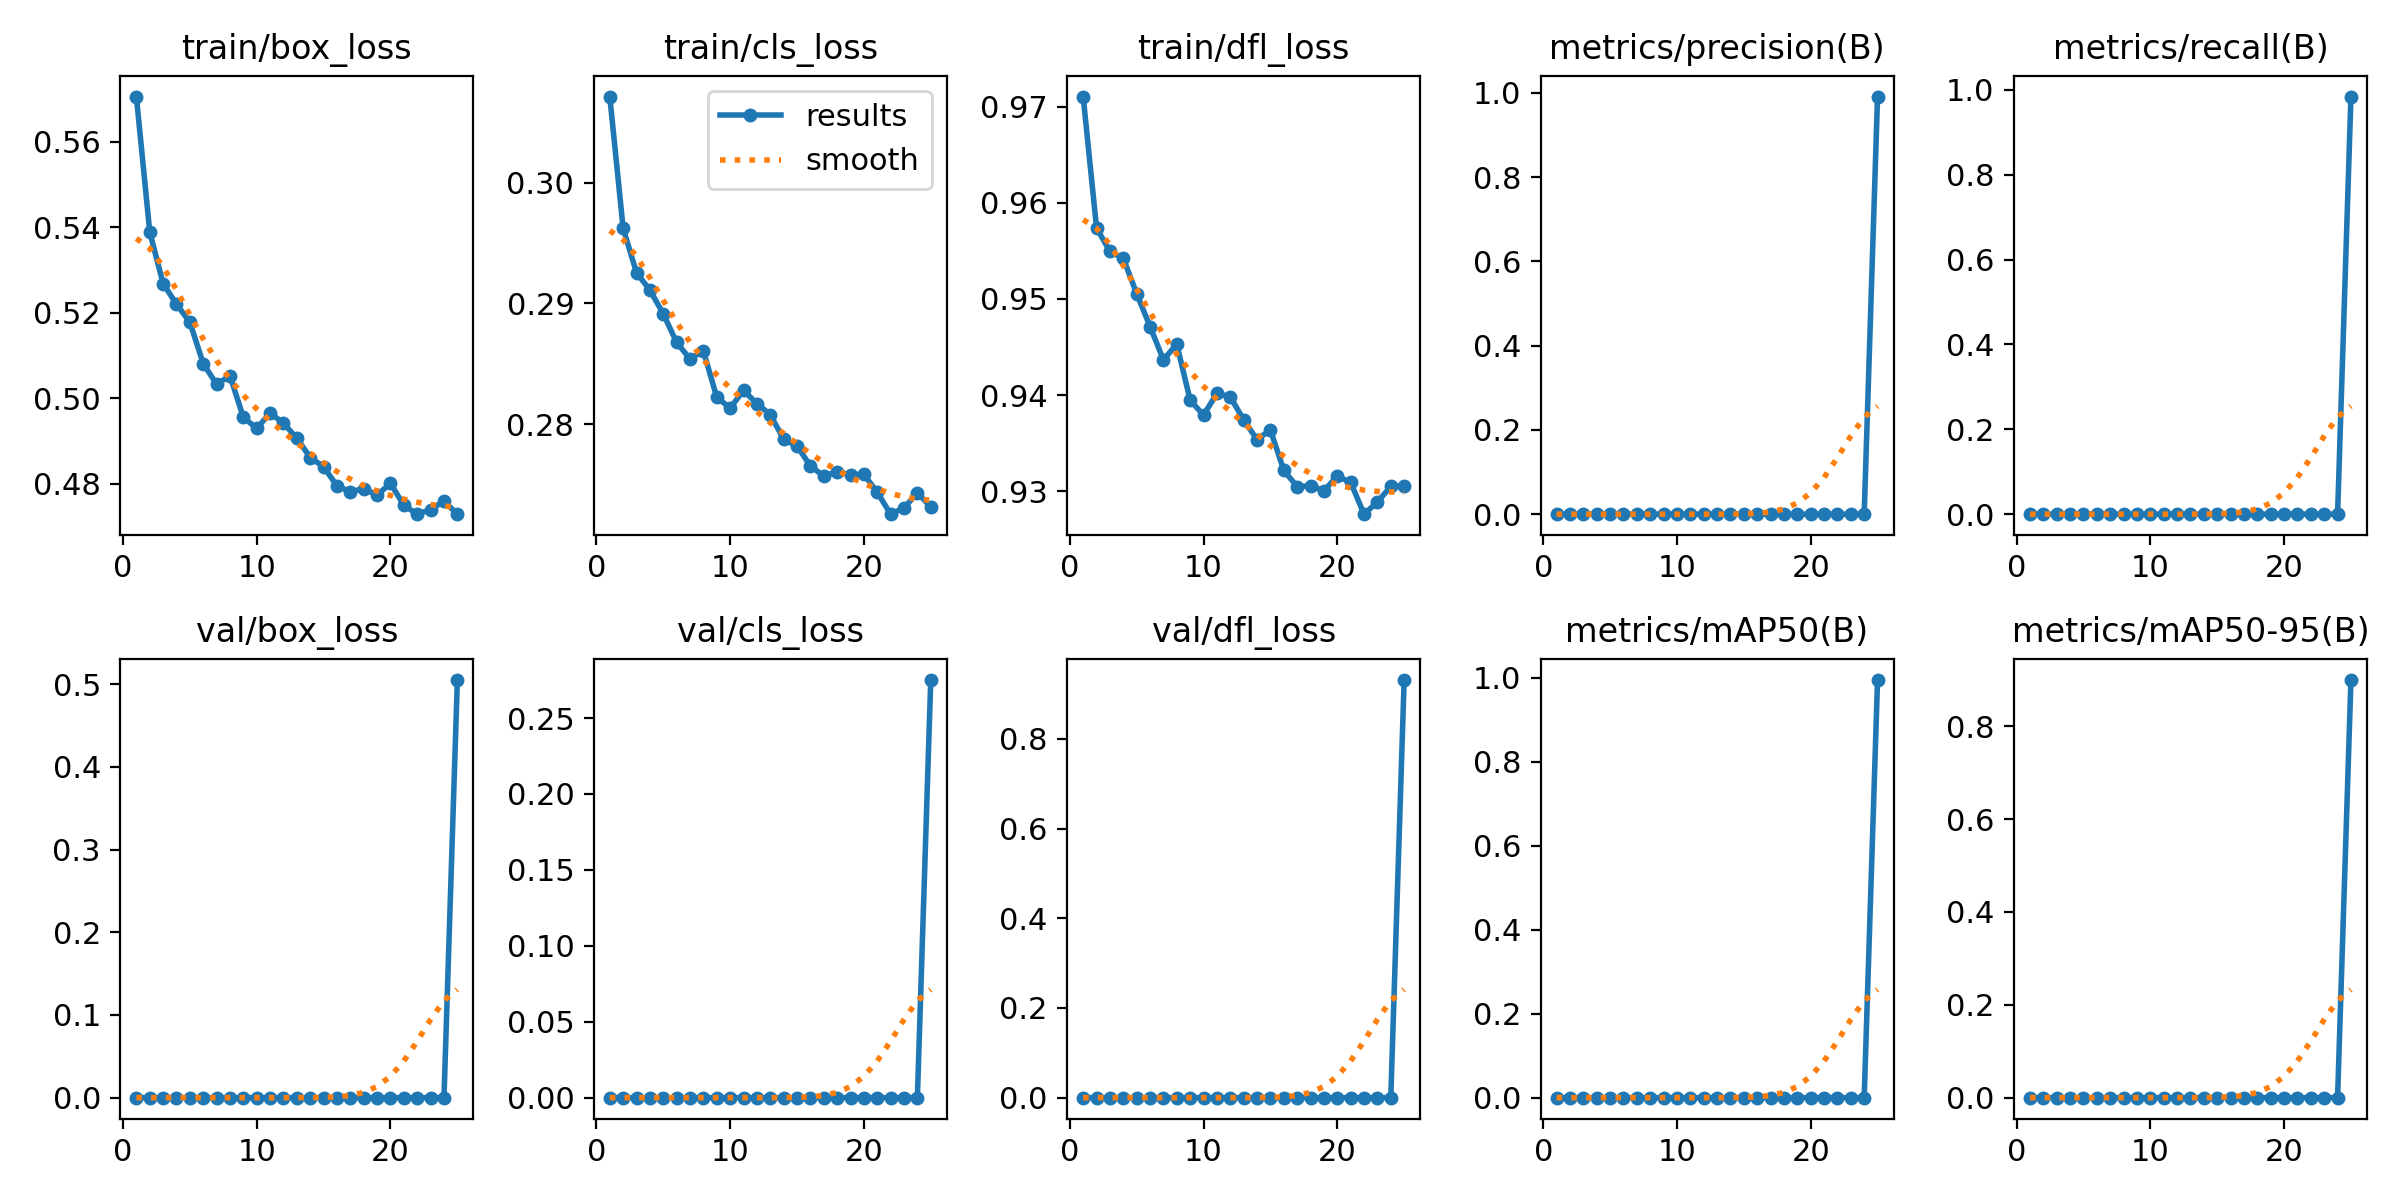 train/box_loss
train/cls_loss
train/dfl_loss
metrics/precision(B)
metrics/recall(B)
0.56
0.54
0.52
0.50
0.48
0 10 20
results
smooth
0.30
0.29
0.28
0 10 20
0.97
0.96
0.95
0.94
0.93
0 10 20
1.0
0.8
0.6
0.4
0.2
0.0
0 10 20
1.0
0.8
0.6
0.4
0.2
0.0
0 10 20
val/box_loss
val/cls_loss
val/dfl_loss
metrics/mAP50(B)
metrics/mAP50-95(B)
0.5
0.4
0.3
0.2
0.1
0.0
0 10 20
0.25
0.20
0.15
0.10
0.05
0.00
0 10 20
0.8
0.6
0.4
0.2
0.0
0 10 20
1.0
0.8
0.6
0.4
0.2
0.0
0 10 20
0.8
0.6
0.4
0.2
0.0
0 10 20